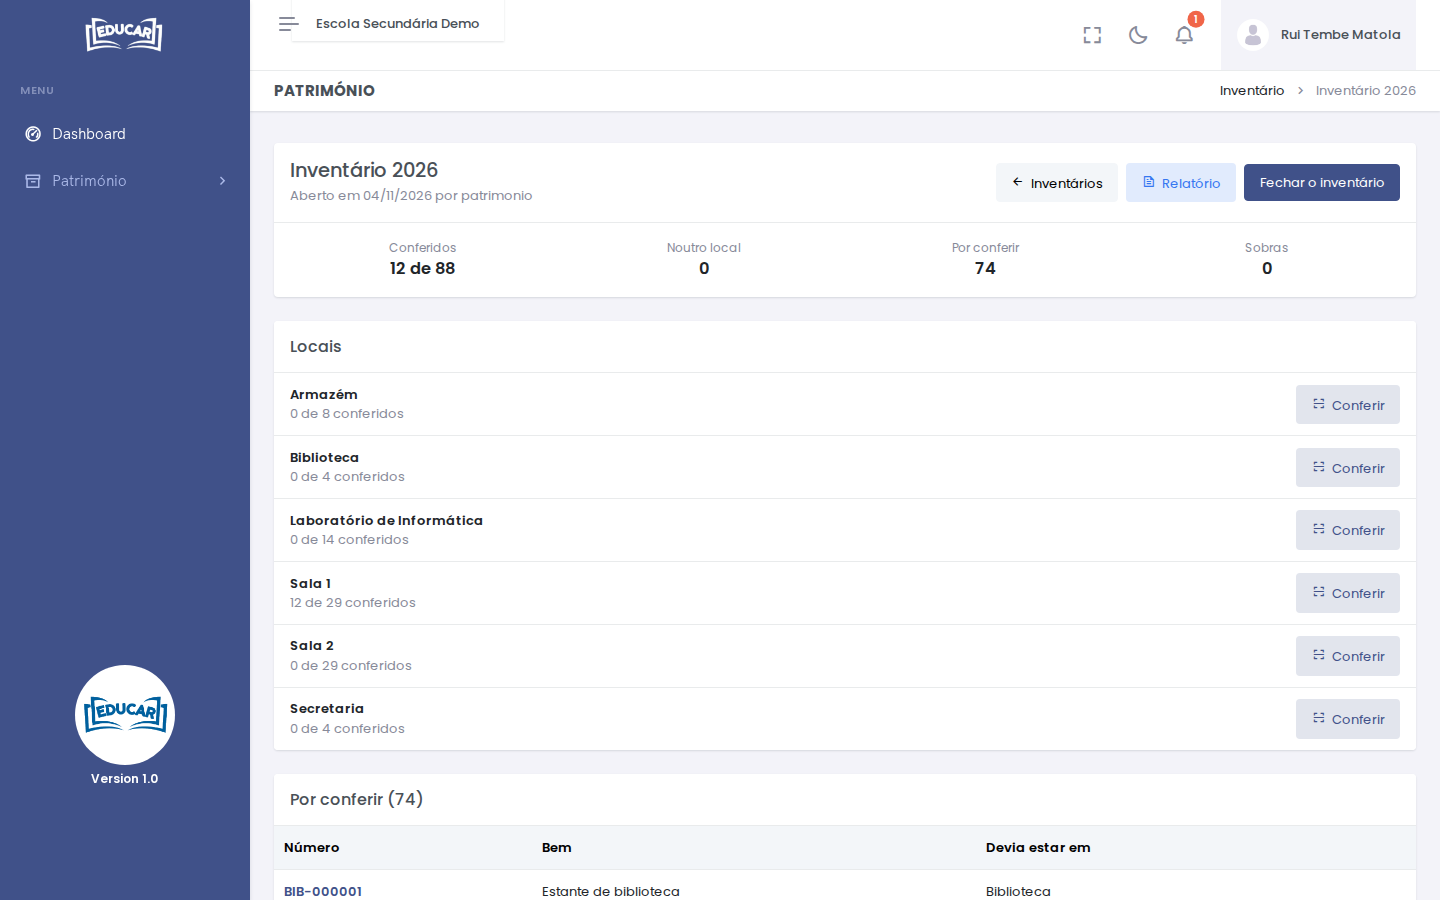 EDUCAR
Escola Secundária Demo
1
Rui Tembe Matola
MENU
Dashboard
Património
PATRIMÓNIO
Inventário
Inventário 2026
Inventário 2026
Aberto em 04/11/2026 por patrimonio
Inventários
Relatório
Fechar o inventário
Conferidos
12 de 88
Noutro local
0
Por conferir
74
Sobras
0
Locais
Armazém
0 de 8 conferidos
Conferir
Biblioteca
0 de 4 conferidos
Conferir
Laboratório de Informática
0 de 14 conferidos
Conferir
Sala 1
12 de 29 conferidos
Conferir
Sala 2
0 de 29 conferidos
Conferir
Secretaria
0 de 4 conferidos
Conferir
EDUCAR
Version 1.0
Por conferir (74)
Número Bem Devia estar em
BIB-000001 Estante de biblioteca Biblioteca